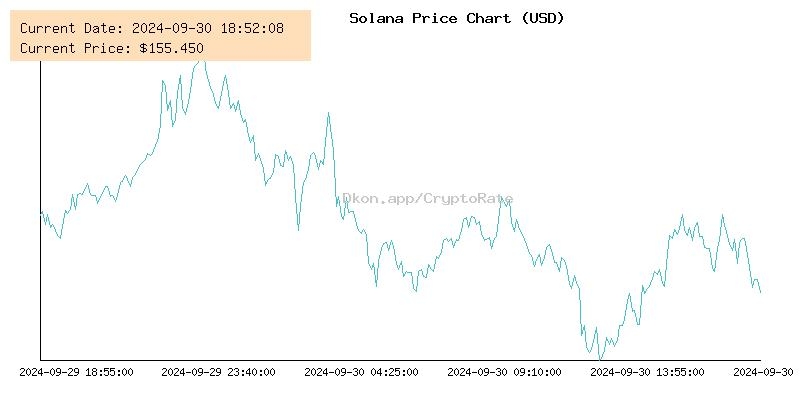 Solana Price Chart (USD)
Current Date: 2024-09-30 18:52:08
Current Price: $155.450
Dkon.app/CryptoRate
2024-09-29 18:55:00 2024-09-29 23:40:00 2024-09-30 04:25:00 2024-09-30 09:10:00 2024-09-30 13:55:00 2024-09-30